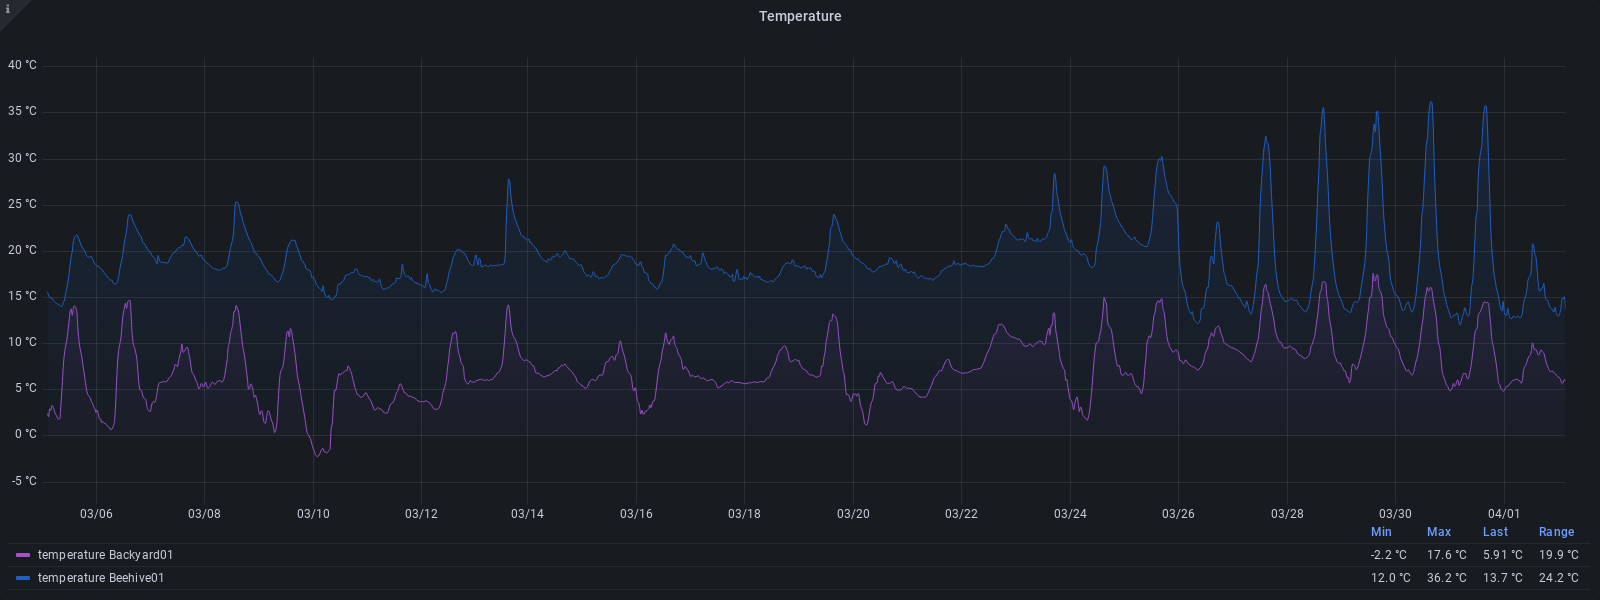 i
Temperature
40 °C
35 °C
30 °C
25 °C
20 °C
15 °C
10 °C
5 °C
0 °C
-5 °C
03/06 03/08 03/10 03/12 03/14 03/16 03/18 03/20 03/22 03/24 03/26 03/28 03/30 04/01
Min Max Last Range
temperature Backyard01 -2.2 °C 17.6 °C 5.91 °C 19.9 °C
temperature Beehive01 12.0 °C 36.2 °C 13.7 °C 24.2 °C